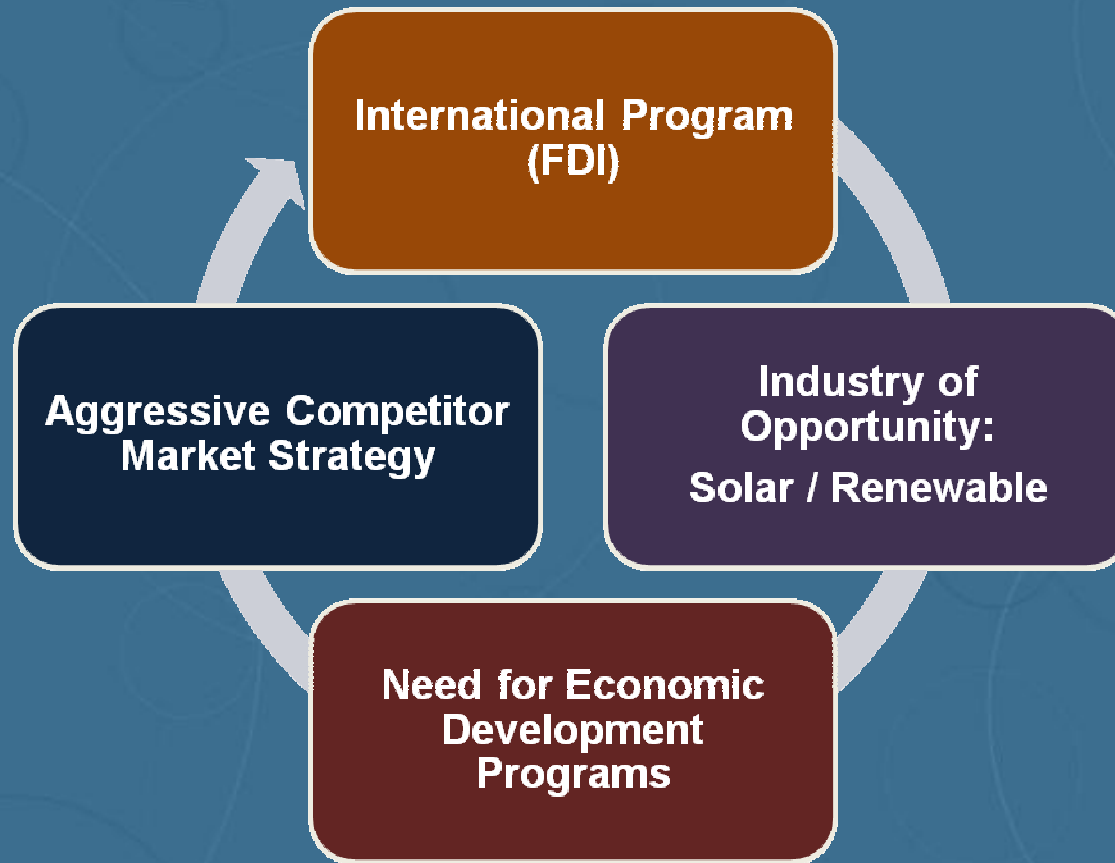 International Program
(FDI)
Industry of
Opportunity:
Solar / Renewable
Need for Economic
Development
Programs
Aggressive Competitor
Market Strategy